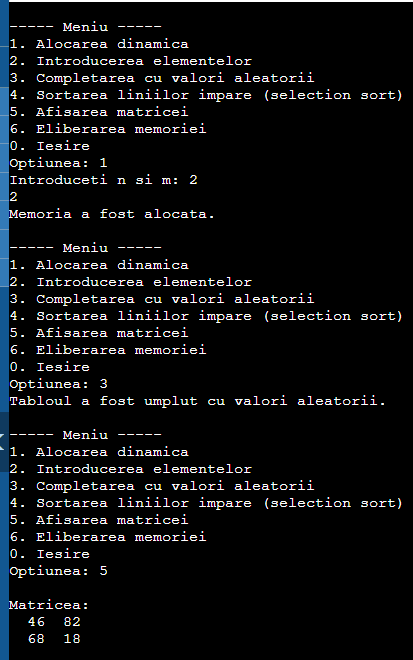 ----- Meniu -----
1. Alocarea dinamica
2. Introducerea elementelor
3. Completarea cu valori aleatorii
4. Sortarea liniilor impare (selection sort)
5. Afisarea matricei
6. Eliberarea memoriei
0. Iesire
Optiunea: 1
Introduceti n si m: 2
2
Memoria a fost alocata.
----- Meniu -----
1. Alocarea dinamica
2. Introducerea elementelor
3. Completarea cu valori aleatorii
4. Sortarea liniilor impare (selection sort)
5. Afisarea matricei
6. Eliberarea memoriei
0. Iesire
Optiunea: 3
Tabloul a fost umplut cu valori aleatorii.
----- Meniu -----
1. Alocarea dinamica
2. Introducerea elementelor
3. Completarea cu valori aleatorii
4. Sortarea liniilor impare (selection sort)
5. Afisarea matricei
6. Eliberarea memoriei
0. Iesire
Optiunea: 5
Matricea:
46 82
68 18